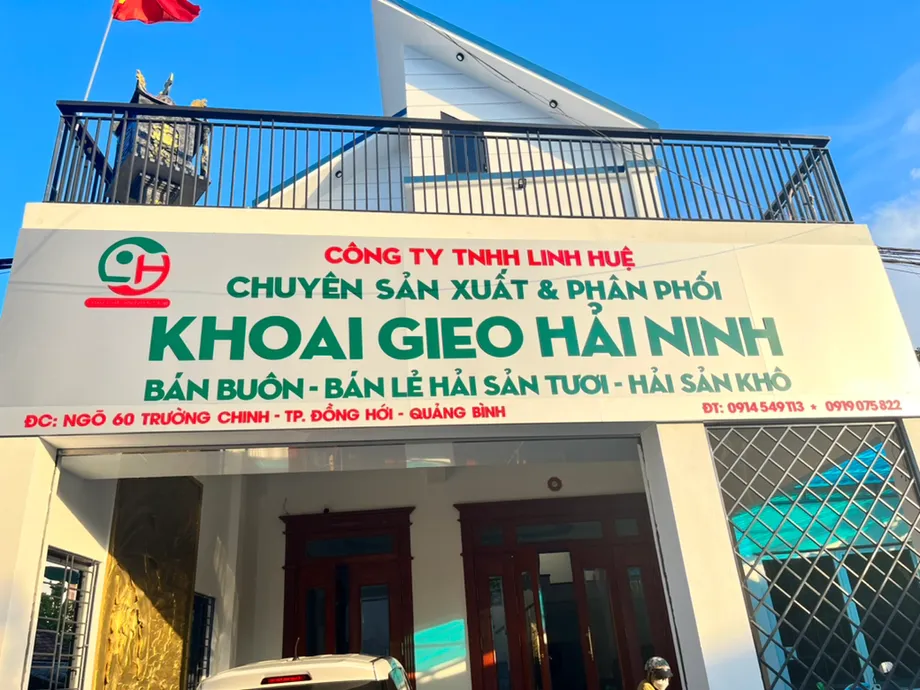 CÔNG TY TNHH LINH HUỆ
CHUYÊN SẢN XUẤT & PHÂN PHỐI
KHOAI GIEO HẢI NINH
BÁN BUÔN - BÁN LẺ HẢI SẢN TƯƠI - HẢI SẢN KHÔ
ĐC: NGÕ 60 TRƯỜNG CHINH - TP. ĐỒNG HỚI - QUẢNG BÌNH ĐT: 0914 549 113 * 0919 075 822